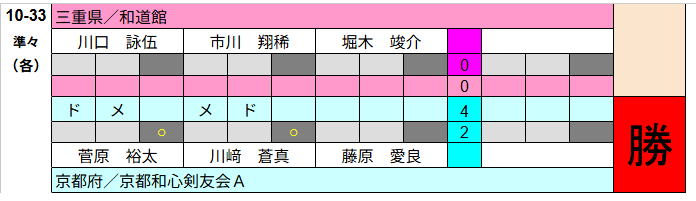 10-33 三重県／和道館
準々 川口 詠伍 市川 翔稀 堀木 竣介
（各） 0
0
ド メ メ ド 4
○ ○ 2
菅原 裕太 川﨑 蒼真 藤原 愛良
勝
京都府／京都和心剣友会Ａ